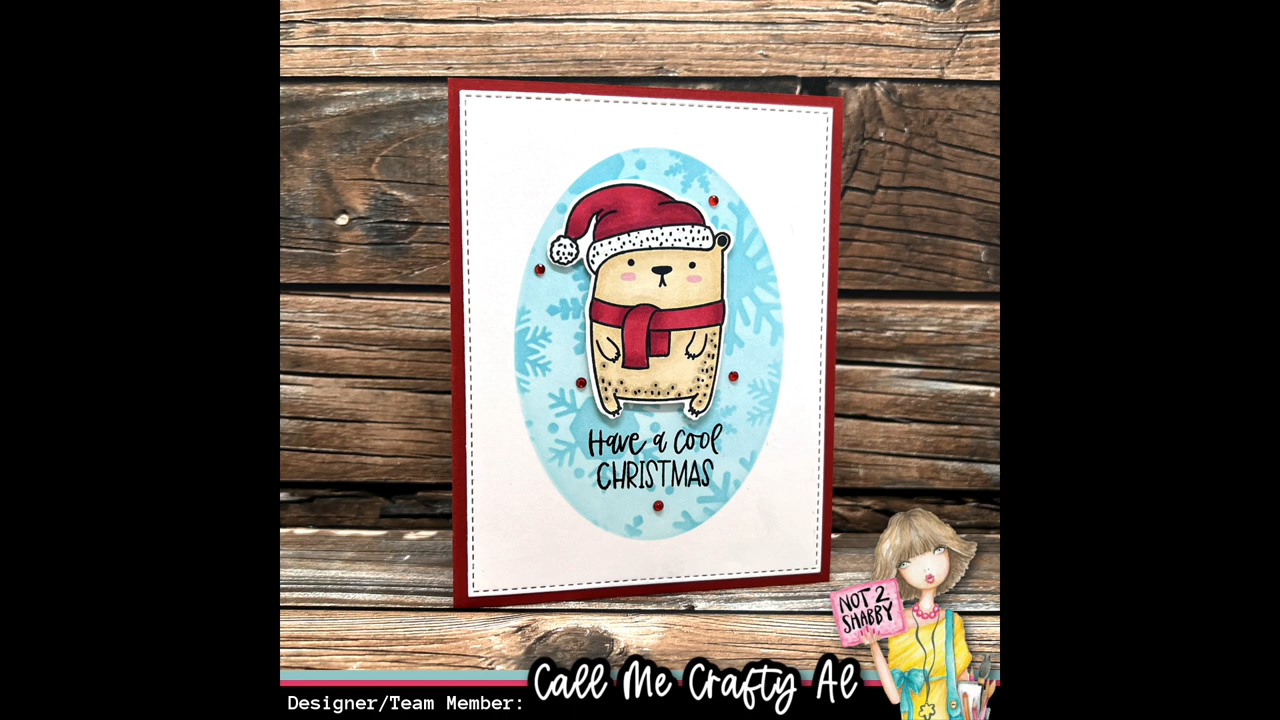 Have a cool
CHRISTMAS
NOT 2
SHABBY
Call Me Crafty Al
Designer/Team Member: